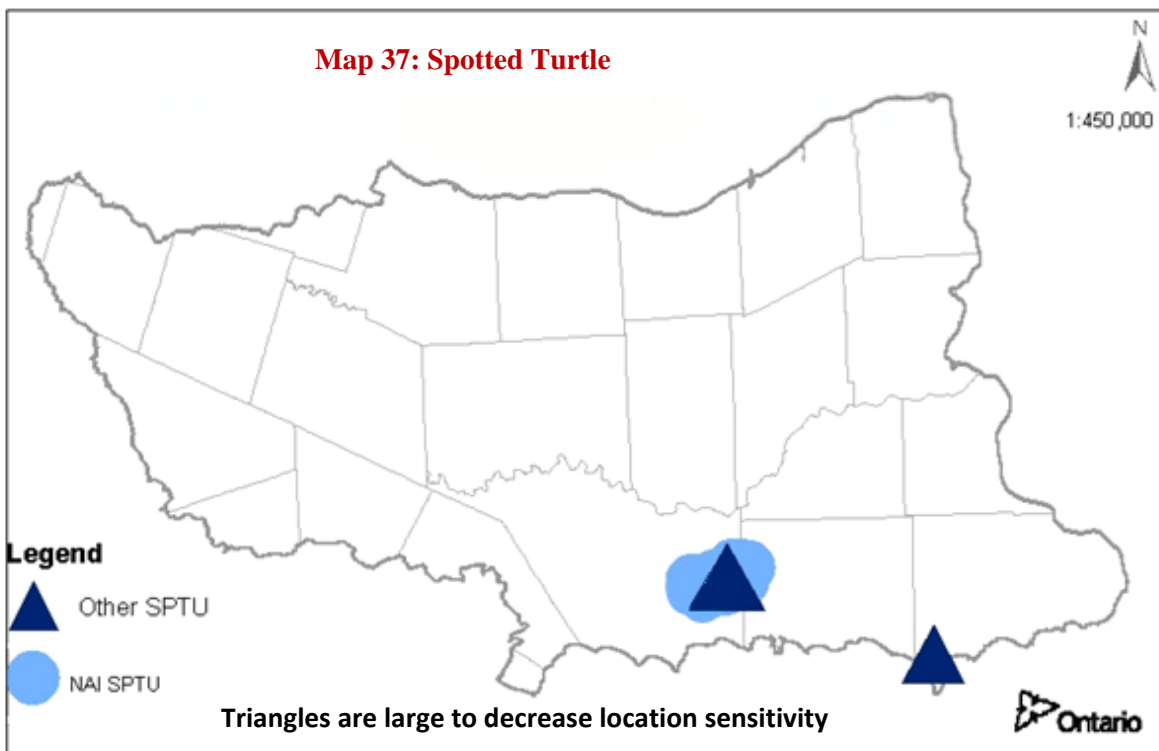 Map 37: Spotted Turtle
N
1:450,000
Legend
Other SPTU
NAI SPTU
Triangles are large to decrease location sensitivity
Ontario